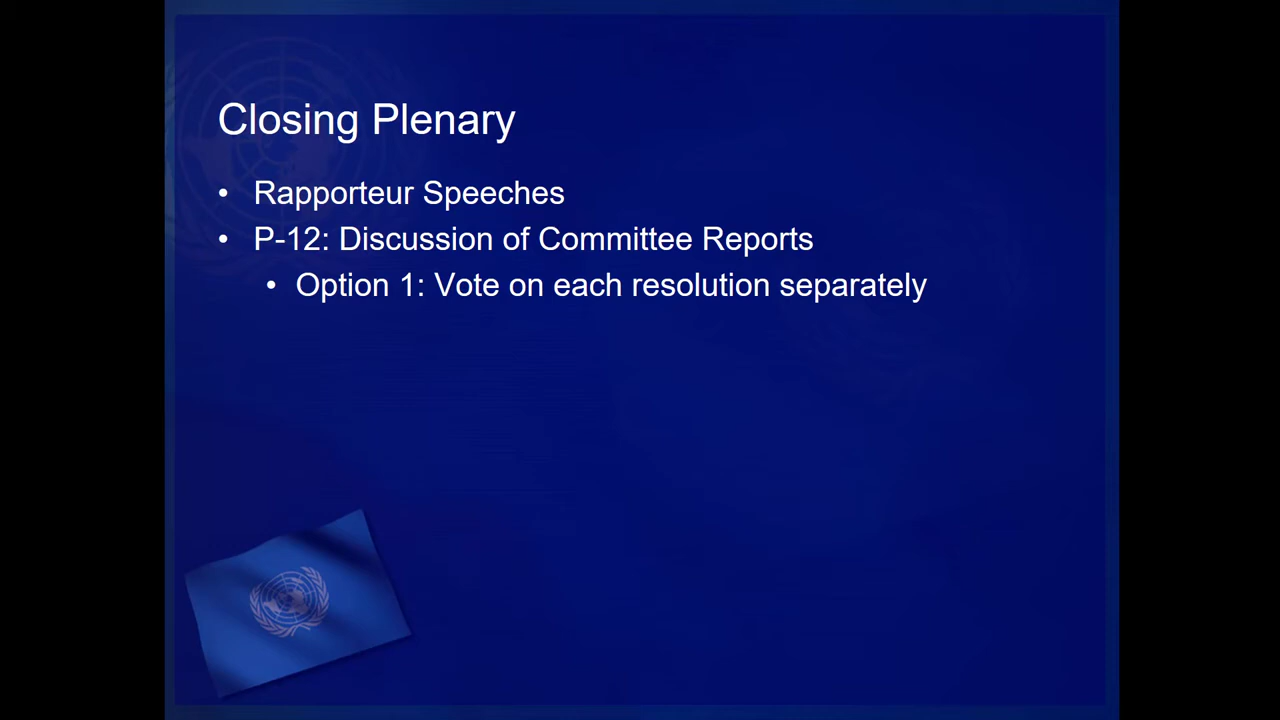 Closing Plenary
• Rapporteur Speeches
• P-12: Discussion of Committee Reports
• Option 1: Vote on each resolution separately